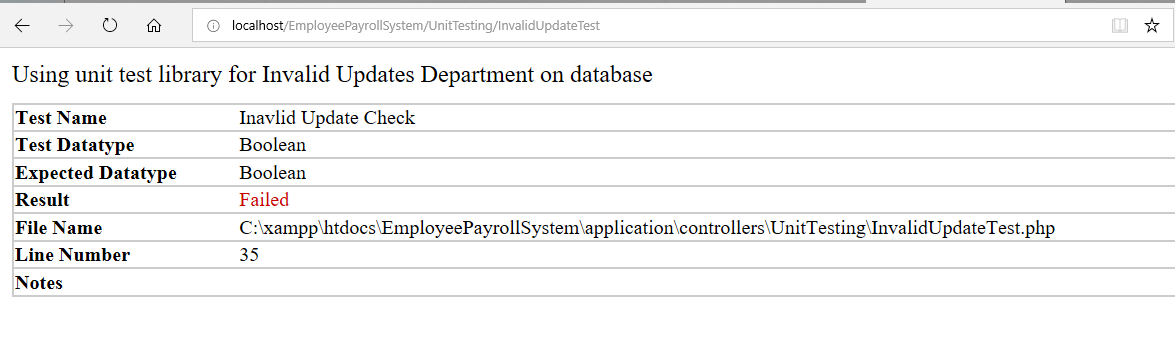 localhost/EmployeePayrollSystem/UnitTesting/InvalidUpdateTest
Using unit test library for Invalid Updates Department on database
Test Name Inavlid Update Check
Test Datatype Boolean
Expected Datatype Boolean
Result Failed
File Name C:\xampp\htdocs\EmployeePayrollSystem\application\controllers\UnitTesting\InvalidUpdateTest.php
Line Number 35
Notes